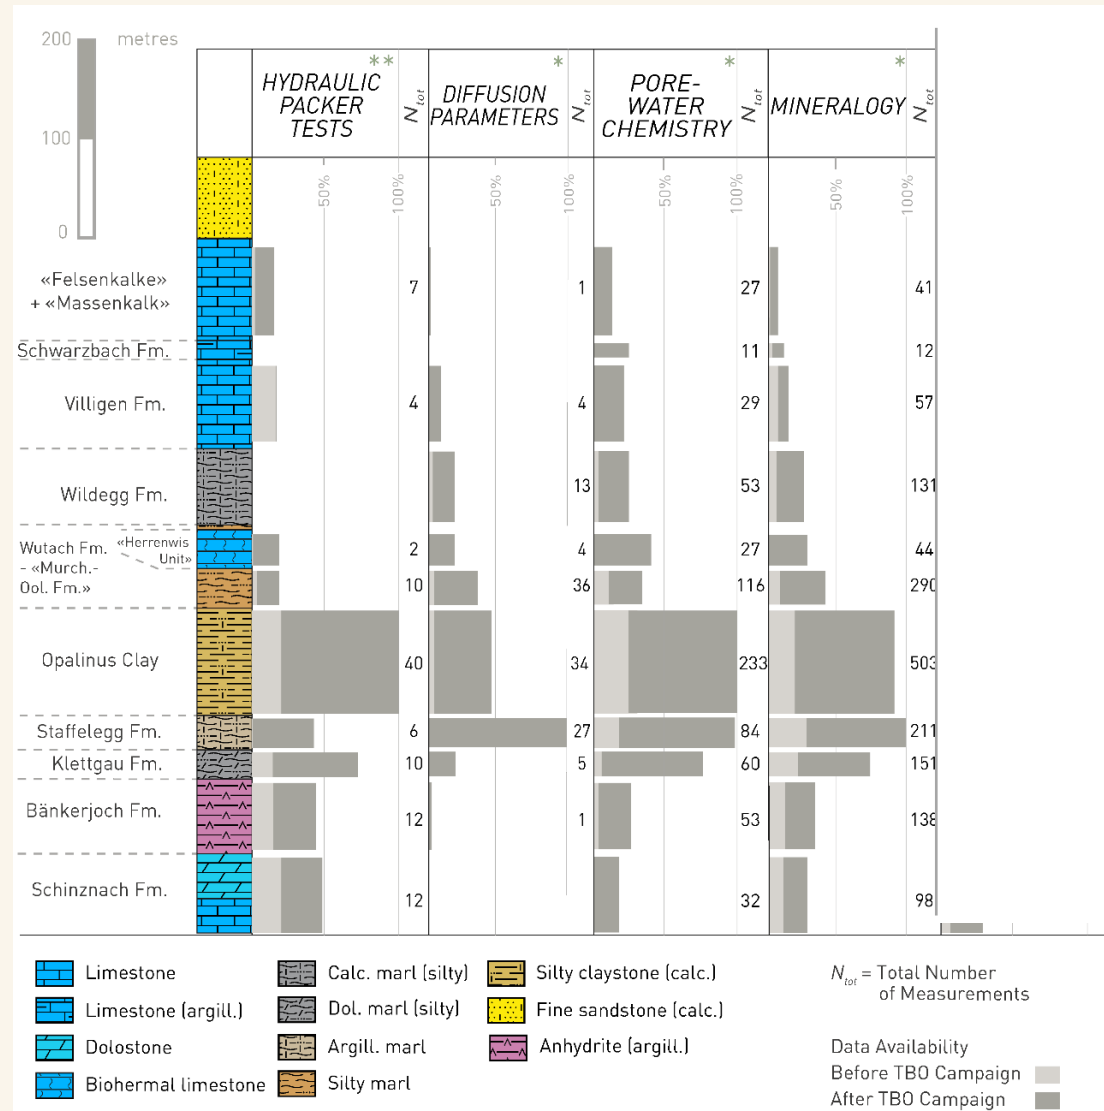 200 metres
100
0
**
HYDRAULIC
PACKER
TESTS
N tot
*
DIFFUSION
PARAMETERS
N tot
*
PORE-
WATER
CHEMISTRY
N tot
*
MINERALOGY
N tot
50% 100% 50% 100% 50% 100% 50% 100%
«Felsenkalke»
+ «Massenkalk»
7 1 27 41
Schwarzbach Fm. 11 12
Villigen Fm. 4 4 29 57
Wildegg Fm. 13 53 131
Wutach Fm.
- «Murch.-
Ool. Fm.»
«Herrenwis
Unit»
2 4 27 44
10 36 116 290
Opalinus Clay 40 34 233 503
Staffelegg Fm. 6 27 84 211
Klettgau Fm. 10 5 60 151
Bänkerjoch Fm. 12 1 53 138
Schinznach Fm. 12 32 98
Limestone
Limestone (argill.)
Dolostone
Biohermal limestone
Calc. marl (silty)
Dol. marl (silty)
Argill. marl
Silty marl
Silty claystone (calc.)
Fine sandstone (calc.)
Anhydrite (argill.)
N tot = Total Number
of Measurements
Data Availability
Before TBO Campaign
After TBO Campaign